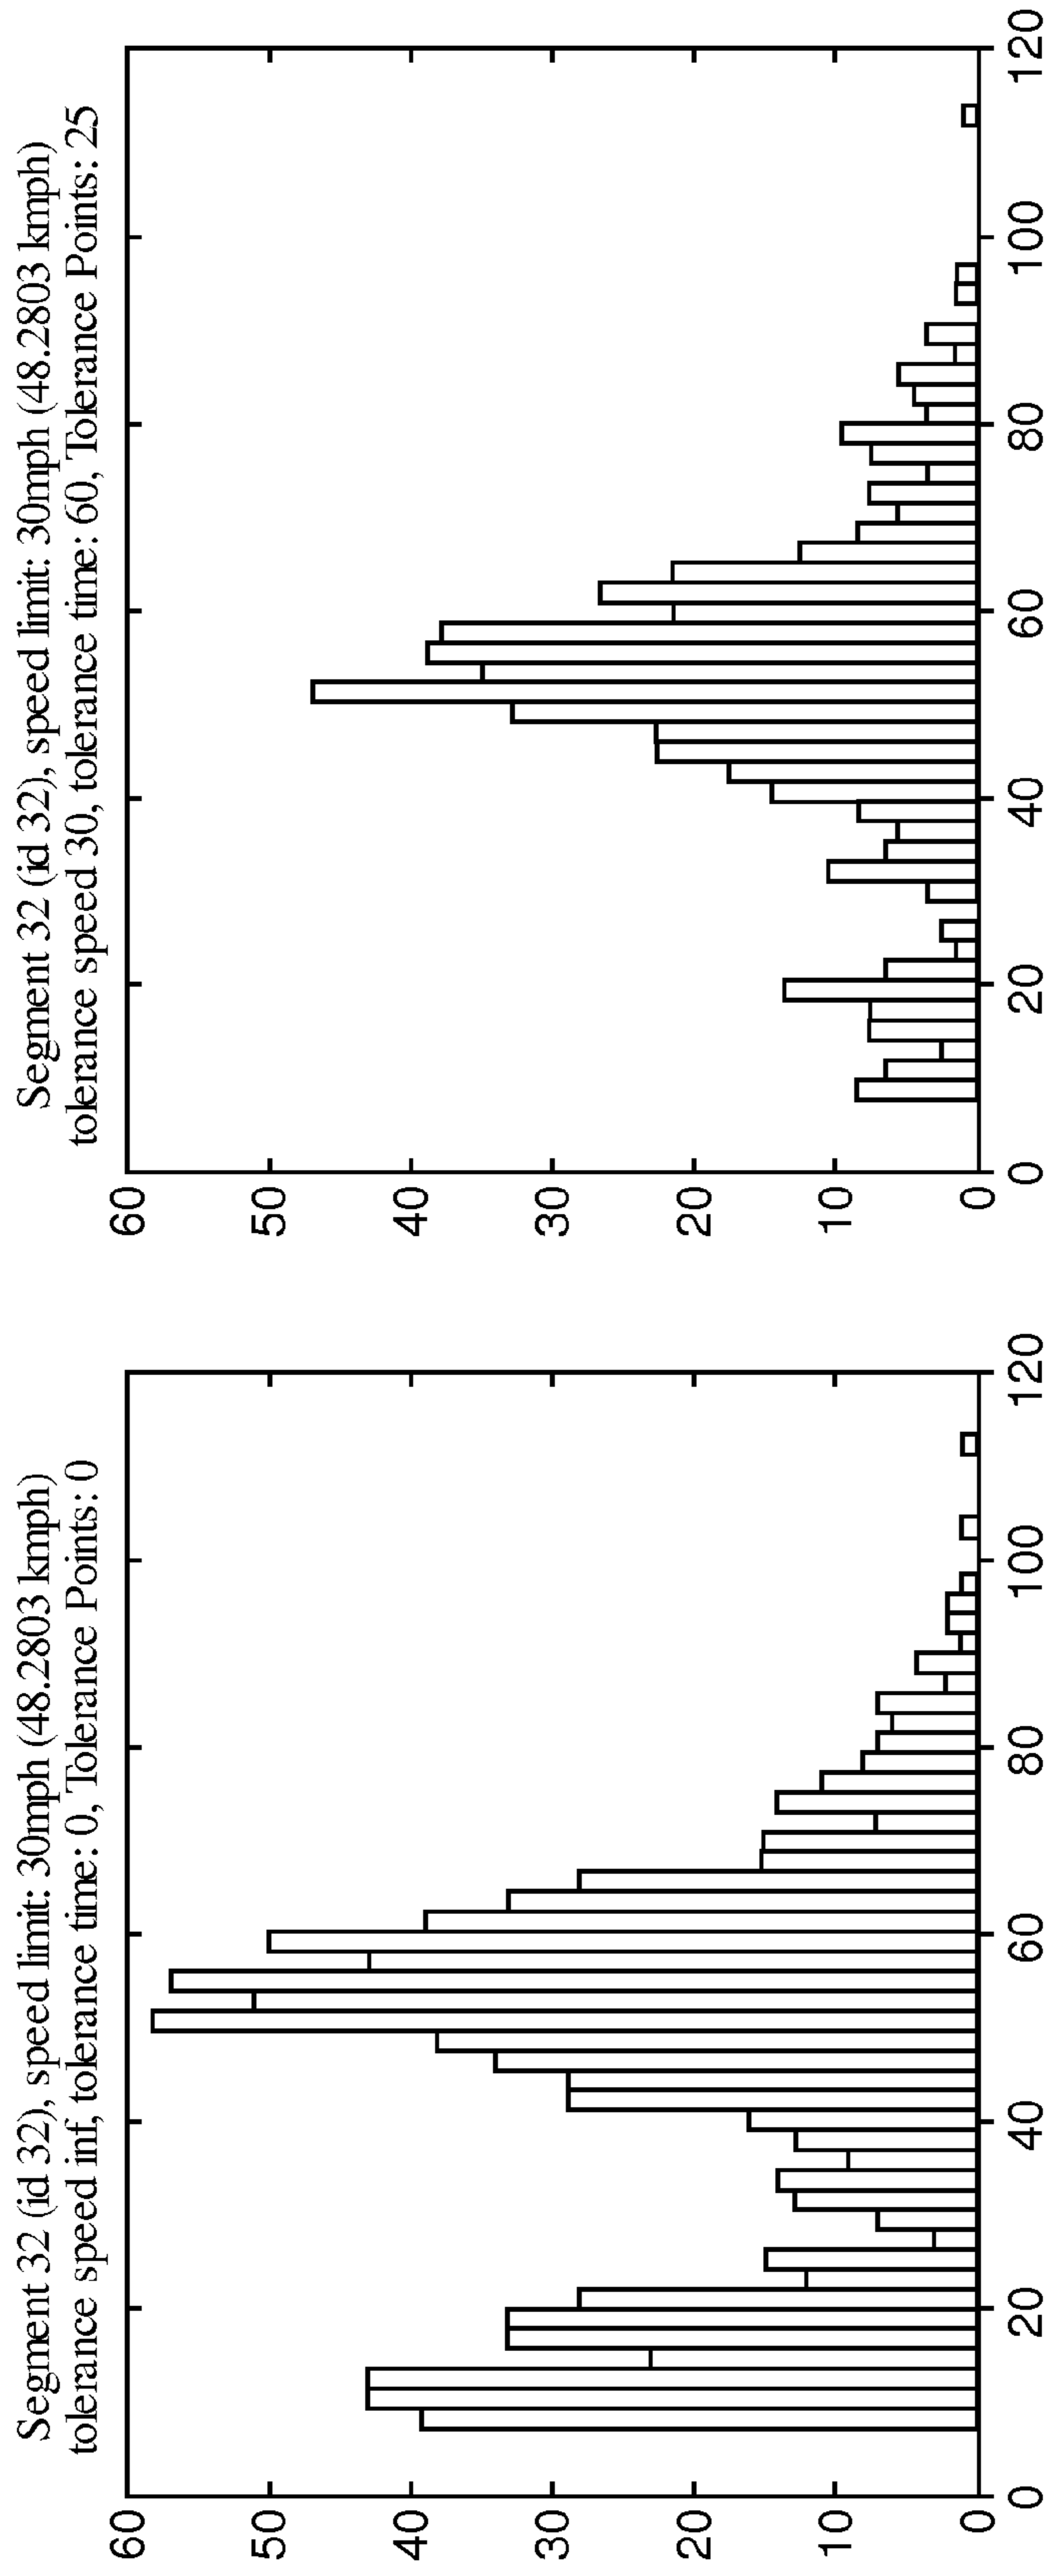 Segment 32 (id 32), speed limit: 30mph (48.2803 kmph)
tolerance speed inf, tolerance time: 0, Tolerance Points: 0
60
50
40
30
20
10
0
0 20 40 60 80 100 120
Segment 32 (id 32), speed limit: 30mph (48.2803 kmph)
tolerance speed 30, tolerance time: 60, Tolerance Points: 25
60
50
40
30
20
10
0
0 20 40 60 80 100 120